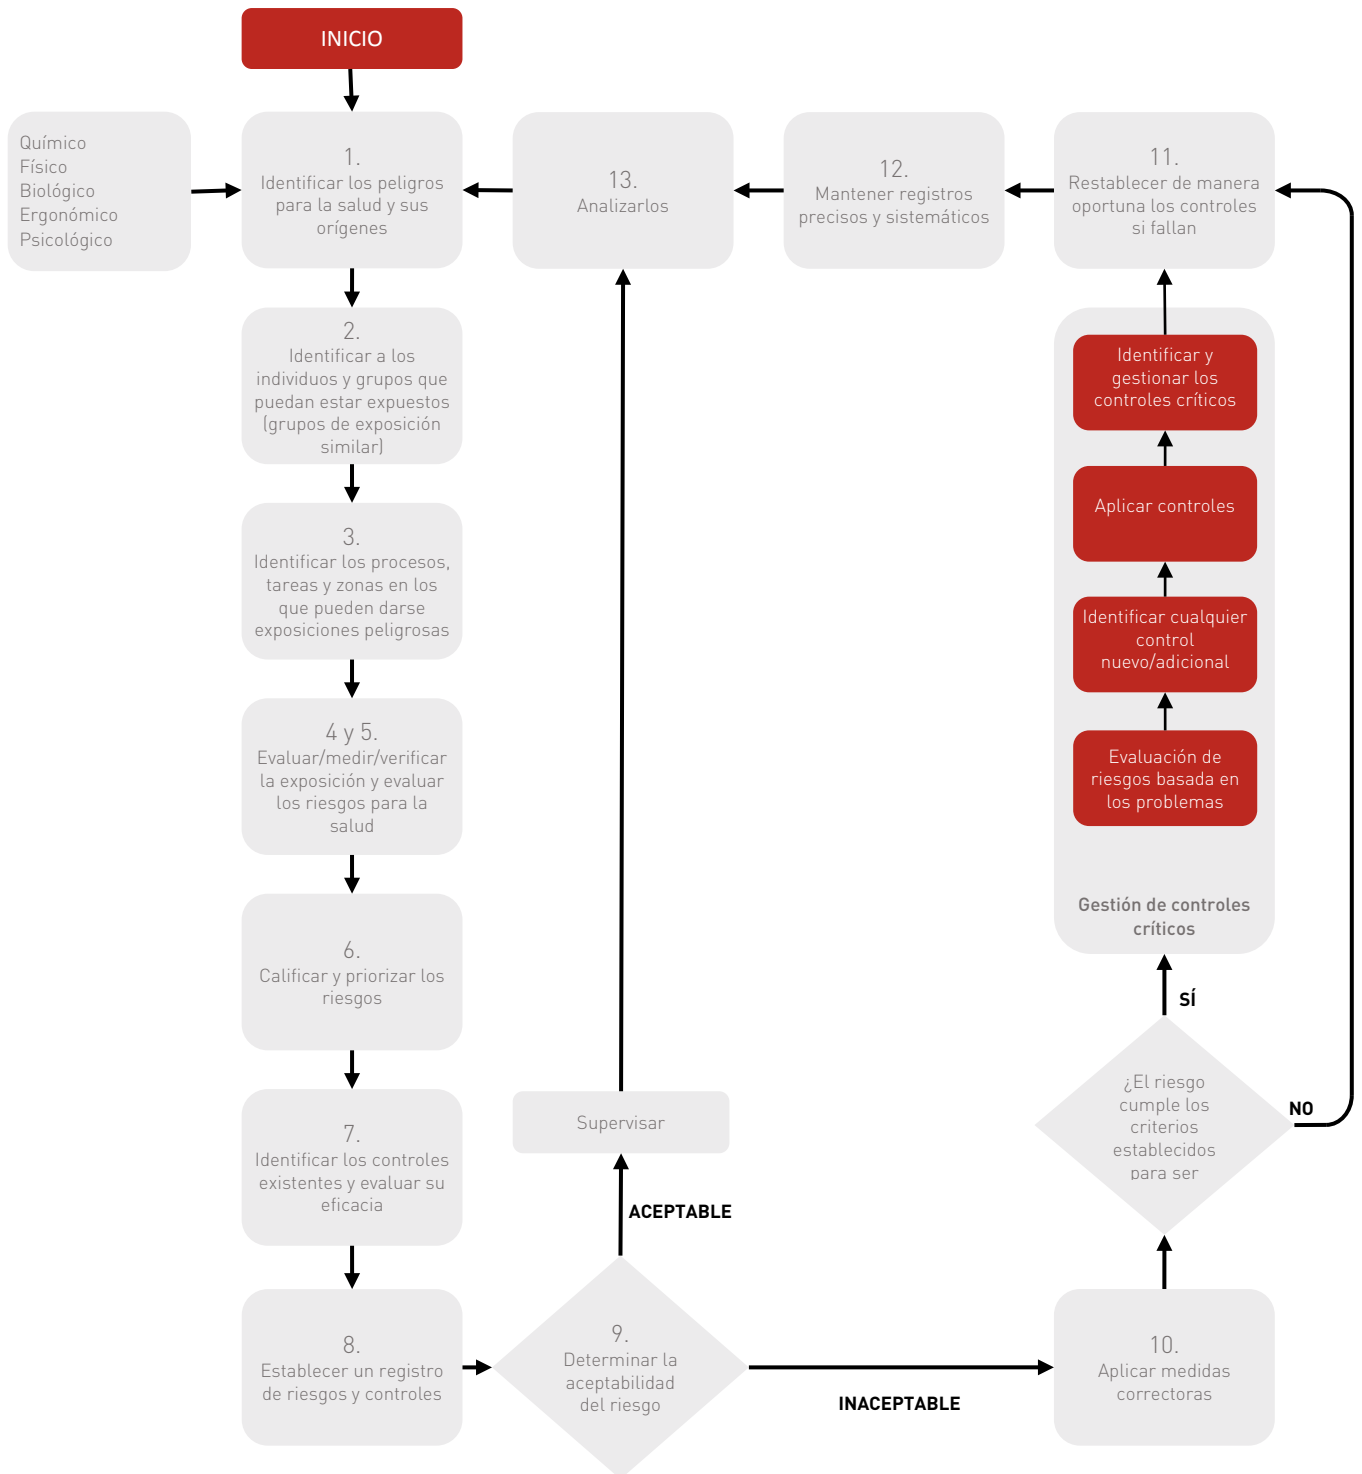 INICIO
Químico
Físico
Biológico
Ergonómico
Psicológico
1.
Identificar los peligros
para la salud y sus
orígenes
13.
Analizarlos
12.
Mantener registros
precisos y sistemáticos
11.
Restablecer de manera
oportuna los controles
si fallan
2.
Identificar a los
individuos y grupos que
puedan estar expuestos
(grupos de exposición
similar)
3.
Identificar los procesos,
tareas y zonas en los
que pueden darse
exposiciones peligrosas
4 y 5.
Evaluar/medir/verificar
la exposición y evaluar
los riesgos para la
salud
6.
Calificar y priorizar los
riesgos
7.
Identificar los controles
existentes y evaluar su
eficacia
8.
Establecer un registro
de riesgos y controles
9.
Determinar la
aceptabilidad
del riesgo
ACEPTABLE
Supervisar
INACEPTABLE
10.
Aplicar medidas
correctoras
¿El riesgo
cumple los
criterios
establecidos
para ser
NO
SÍ
Gestión de controles
críticos
Evaluación de
riesgos basada en
los problemas
Identificar cualquier
control
nuevo/adicional
Aplicar controles
Identificar y
gestionar los
controles críticos